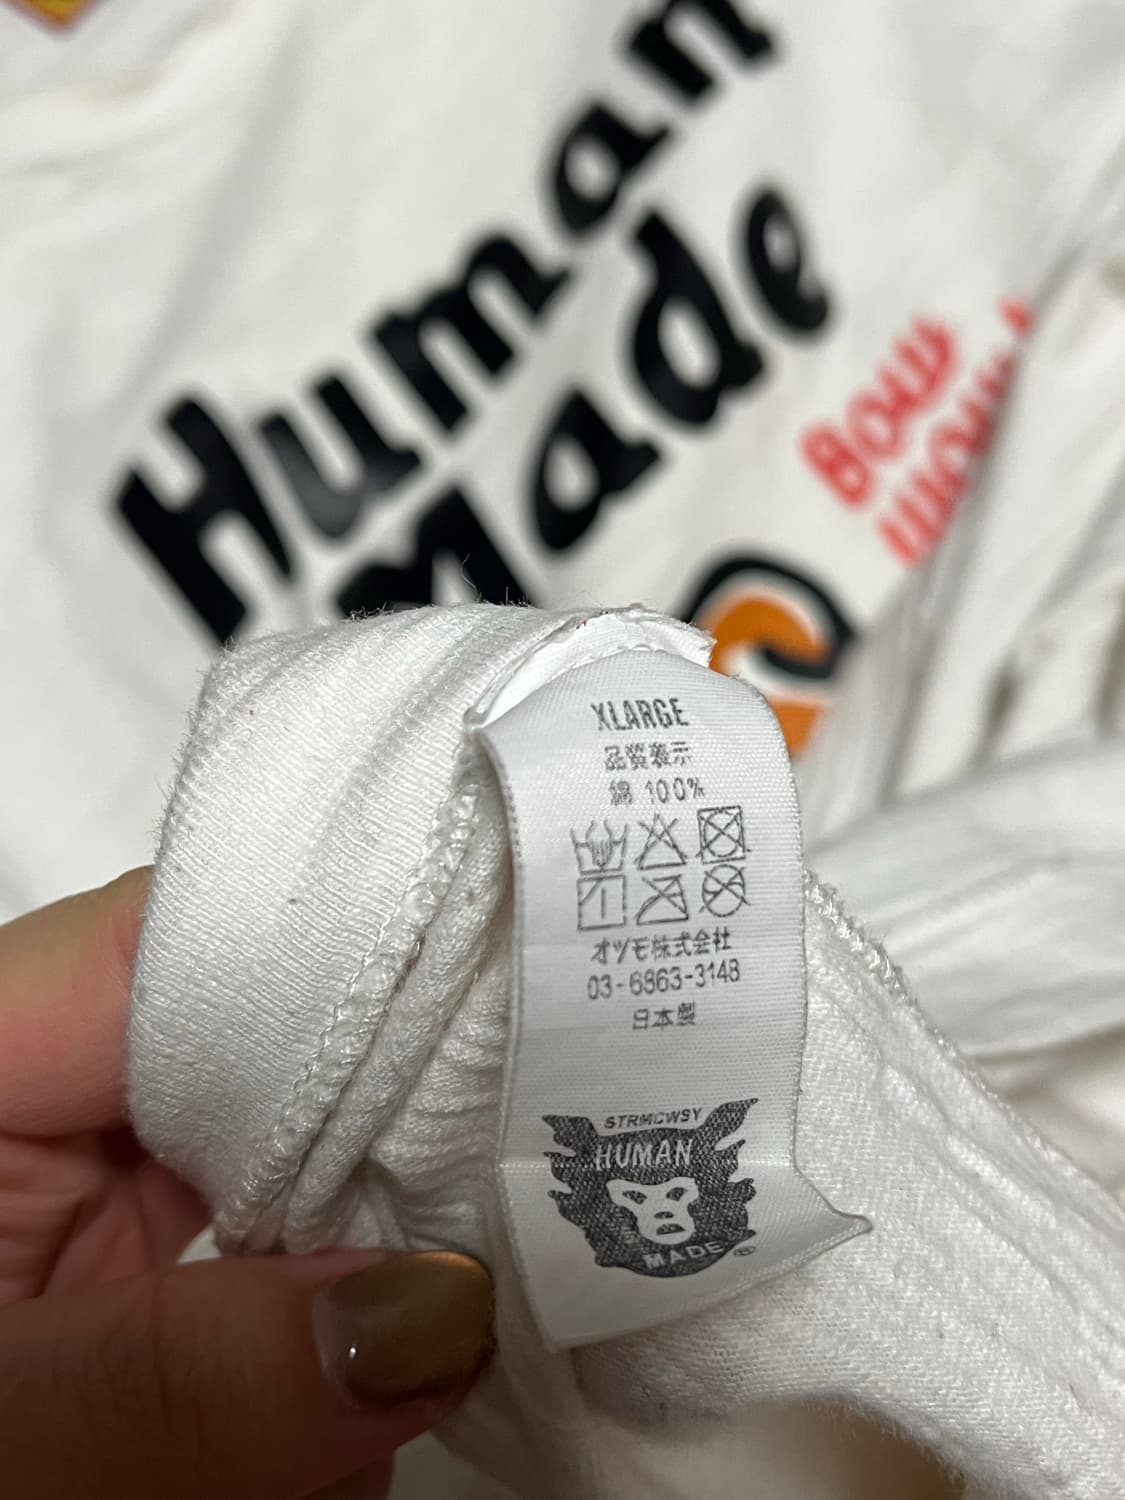 Human
Made
Bow
Wow
XLARGE
品質表示
綿 100%
オツモ株式会社
03-6863-3148
日本製
STRMCWSY
HUMAN
MADE
®